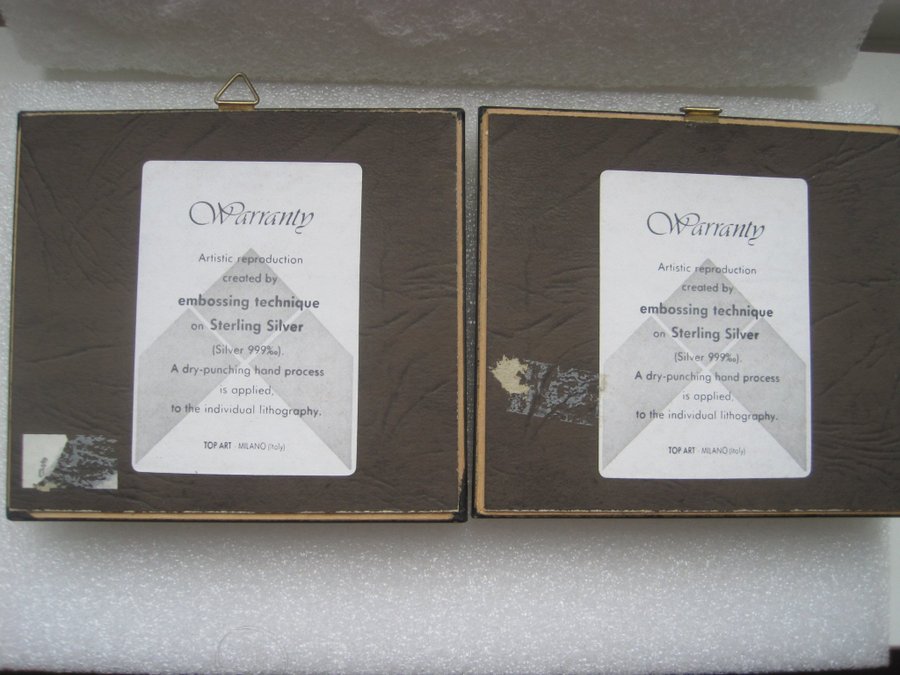 Warranty
Artistic reproduction
created by
embossing technique
on Sterling Silver
(Silver 999‰).
A dry-punching hand process
is applied,
to the individual lithography.
TOP ART - MILANO (Italy)
Warranty
Artistic reproduction
created by
embossing technique
on Sterling Silver
(Silver 999‰).
A dry-punching hand process
is applied,
to the individual lithography.
TOP ART - MILANO (Italy)